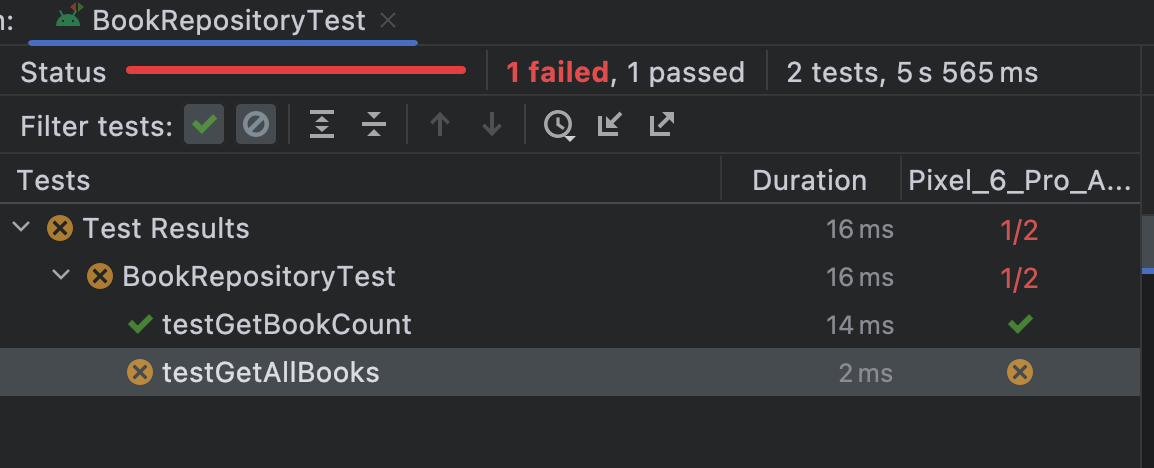 n: BookRepositoryTest
Status 1 failed, 1 passed 2 tests, 5 s 565 ms
Filter tests:
Tests Duration Pixel_6_Pro_A...
Test Results 16 ms 1/2
BookRepositoryTest 16 ms 1/2
testGetBookCount 14 ms
testGetAllBooks 2 ms